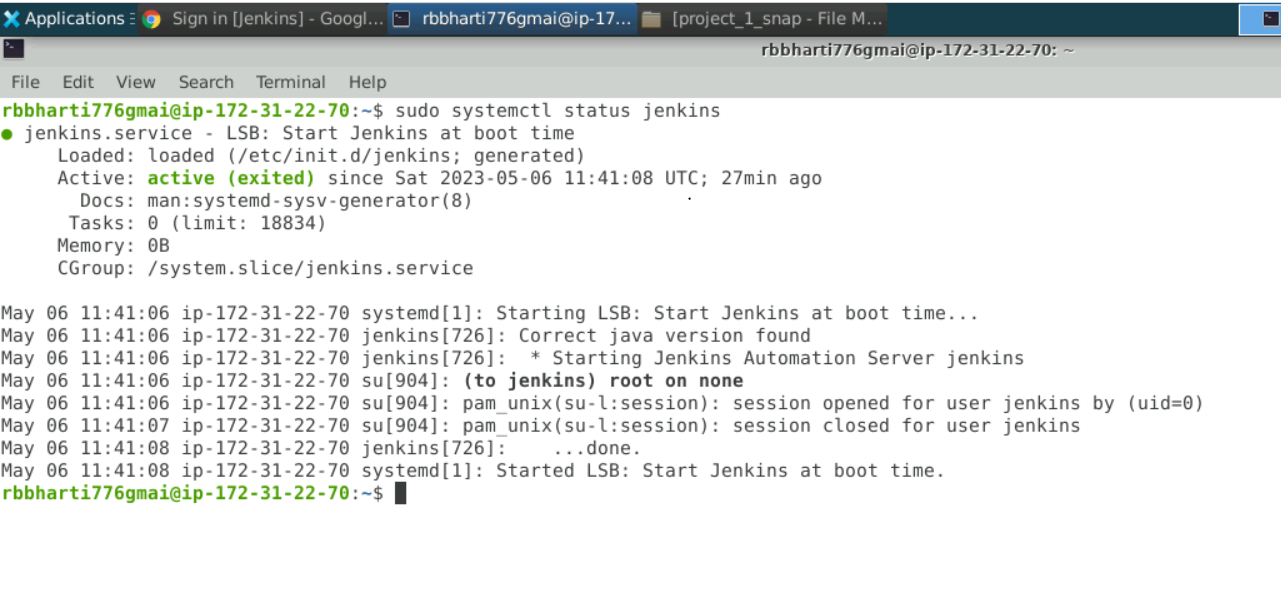 Applications
Sign in [Jenkins] - Googl...
rbbharti776gmai@ip-17...
[project_1_snap - File M...
rbbharti776gmai@ip-172-31-22-70: ~
File Edit View Search Terminal Help
rbbharti776gmai@ip-172-31-22-70:~$ sudo systemctl status jenkins
● jenkins.service - LSB: Start Jenkins at boot time
     Loaded: loaded (/etc/init.d/jenkins; generated)
     Active: active (exited) since Sat 2023-05-06 11:41:08 UTC; 27min ago
       Docs: man:systemd-sysv-generator(8)
      Tasks: 0 (limit: 18834)
     Memory: 0B
     CGroup: /system.slice/jenkins.service
May 06 11:41:06 ip-172-31-22-70 systemd[1]: Starting LSB: Start Jenkins at boot time...
May 06 11:41:06 ip-172-31-22-70 jenkins[726]: Correct java version found
May 06 11:41:06 ip-172-31-22-70 jenkins[726]:  * Starting Jenkins Automation Server jenkins
May 06 11:41:06 ip-172-31-22-70 su[904]: (to jenkins) root on none
May 06 11:41:06 ip-172-31-22-70 su[904]: pam_unix(su-l:session): session opened for user jenkins by (uid=0)
May 06 11:41:07 ip-172-31-22-70 su[904]: pam_unix(su-l:session): session closed for user jenkins
May 06 11:41:08 ip-172-31-22-70 jenkins[726]:    ...done.
May 06 11:41:08 ip-172-31-22-70 systemd[1]: Started LSB: Start Jenkins at boot time.
rbbharti776gmai@ip-172-31-22-70:~$